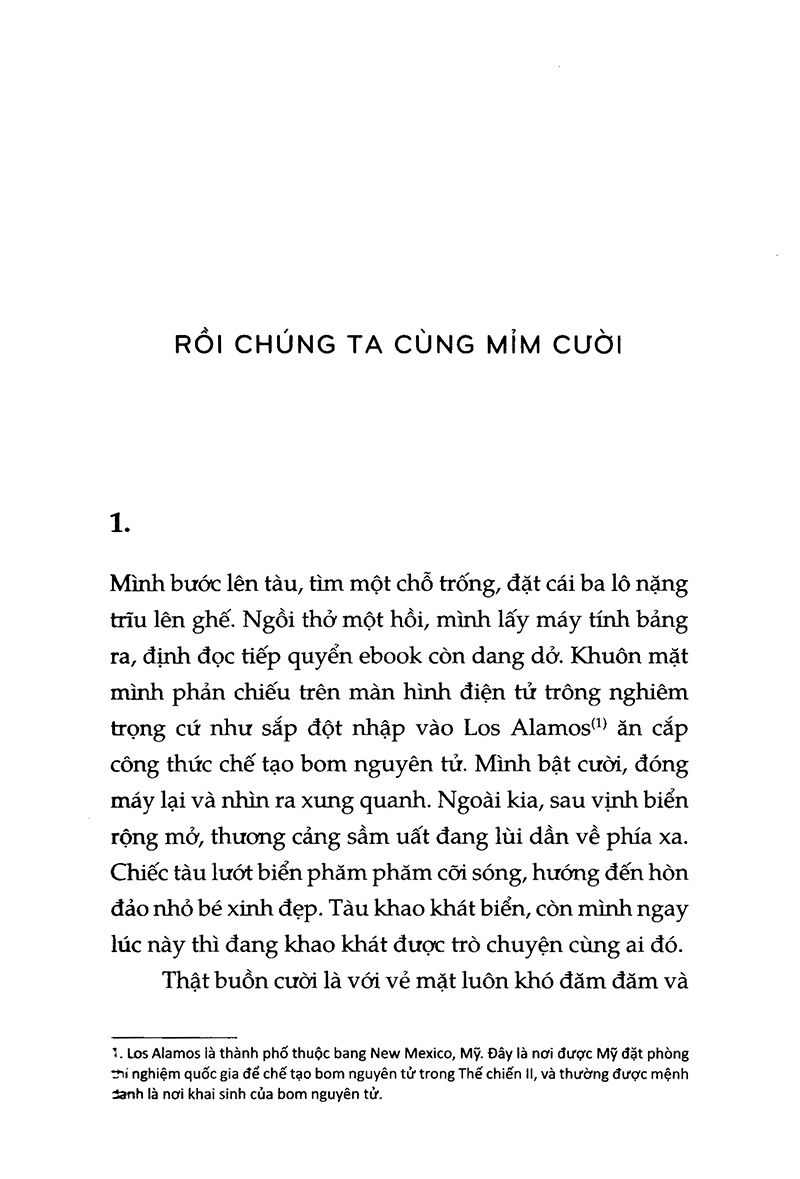 RỒI CHÚNG TA CÙNG MỈM CƯỜI
1.
Mình bước lên tàu, tìm một chỗ trống, đặt cái ba lô nặng
trĩu lên ghế. Ngồi thở một hồi, mình lấy máy tính bảng
ra, định đọc tiếp quyển ebook còn dang dở. Khuôn mặt
mình phản chiếu trên màn hình điện tử trông nghiêm
trọng cứ như sắp đột nhập vào Los Alamos(1) ăn cắp
công thức chế tạo bom nguyên tử. Mình bật cười, đóng
máy lại và nhìn ra xung quanh. Ngoài kia, sau vịnh biển
rộng mở, thương cảng sầm uất đang lùi dần về phía xa.
Chiếc tàu lướt biển phăm phăm cỡi sóng, hướng đến hòn
đảo nhỏ bé xinh đẹp. Tàu khao khát biển, còn mình ngay
lúc này thì đang khao khát được trò chuyện cùng ai đó.
Thật buồn cười là với vẻ mặt luôn khó đăm đăm và
1. Los Alamos là thành phố thuộc bang New Mexico, Mỹ. Đây là nơi được Mỹ đặt phòng
thí nghiệm quốc gia để chế tạo bom nguyên tử trong Thế chiến II, và thường được mệnh
danh là nơi khai sinh của bom nguyên tử.